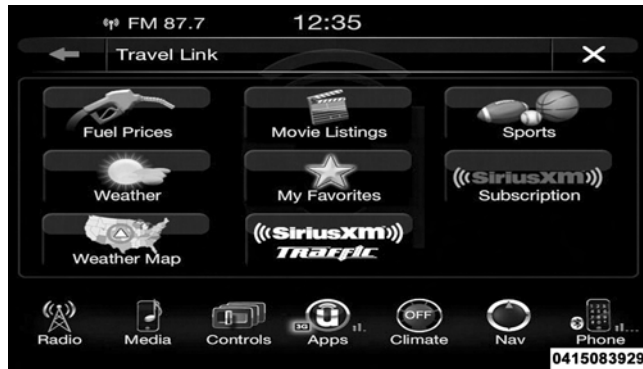 FM 87.7 12:35
Travel Link X
Fuel Prices Movie Listings Sports
Weather My Favorites ((SiriusXM)) Subscription
Weather Map ((SiriusXM)) Traffic
3G OFF
Radio Media Controls Apps Climate Nav Phone
0415083929